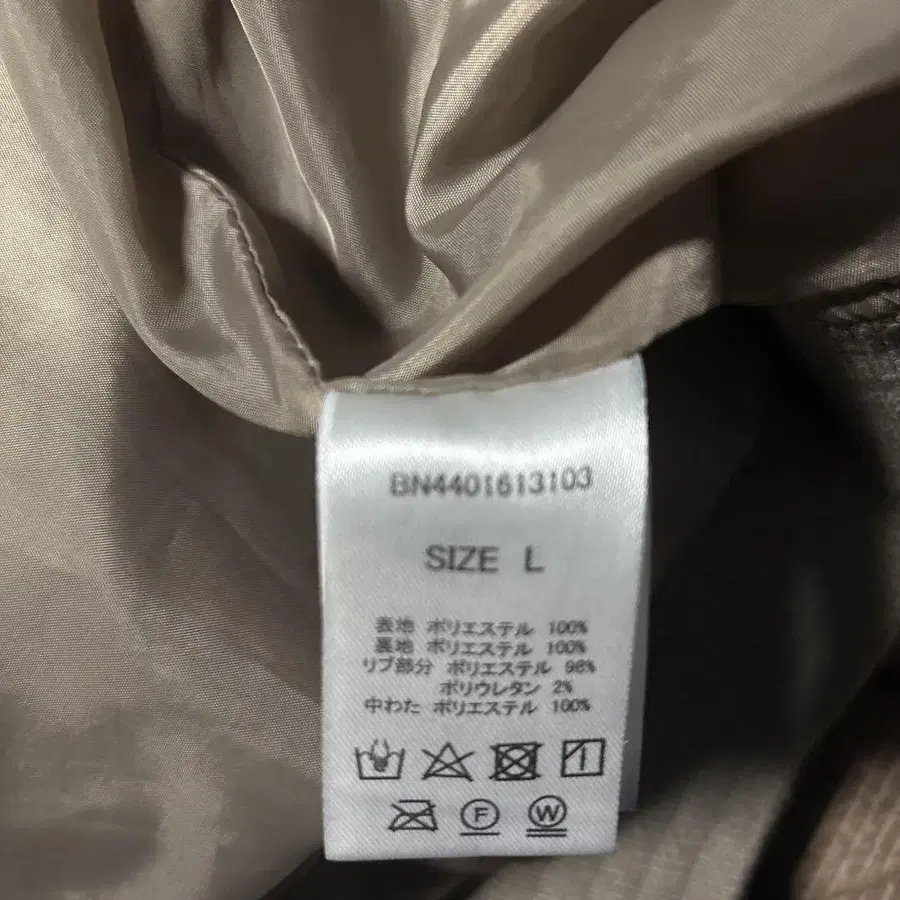 BN4401613103
SIZE L
表地 ポリエステル 100%
裏地 ポリエステル 100%
リブ部分 ポリエステル 98%
ポリウレタン 2%
中わた ポリエステル 100%
F W